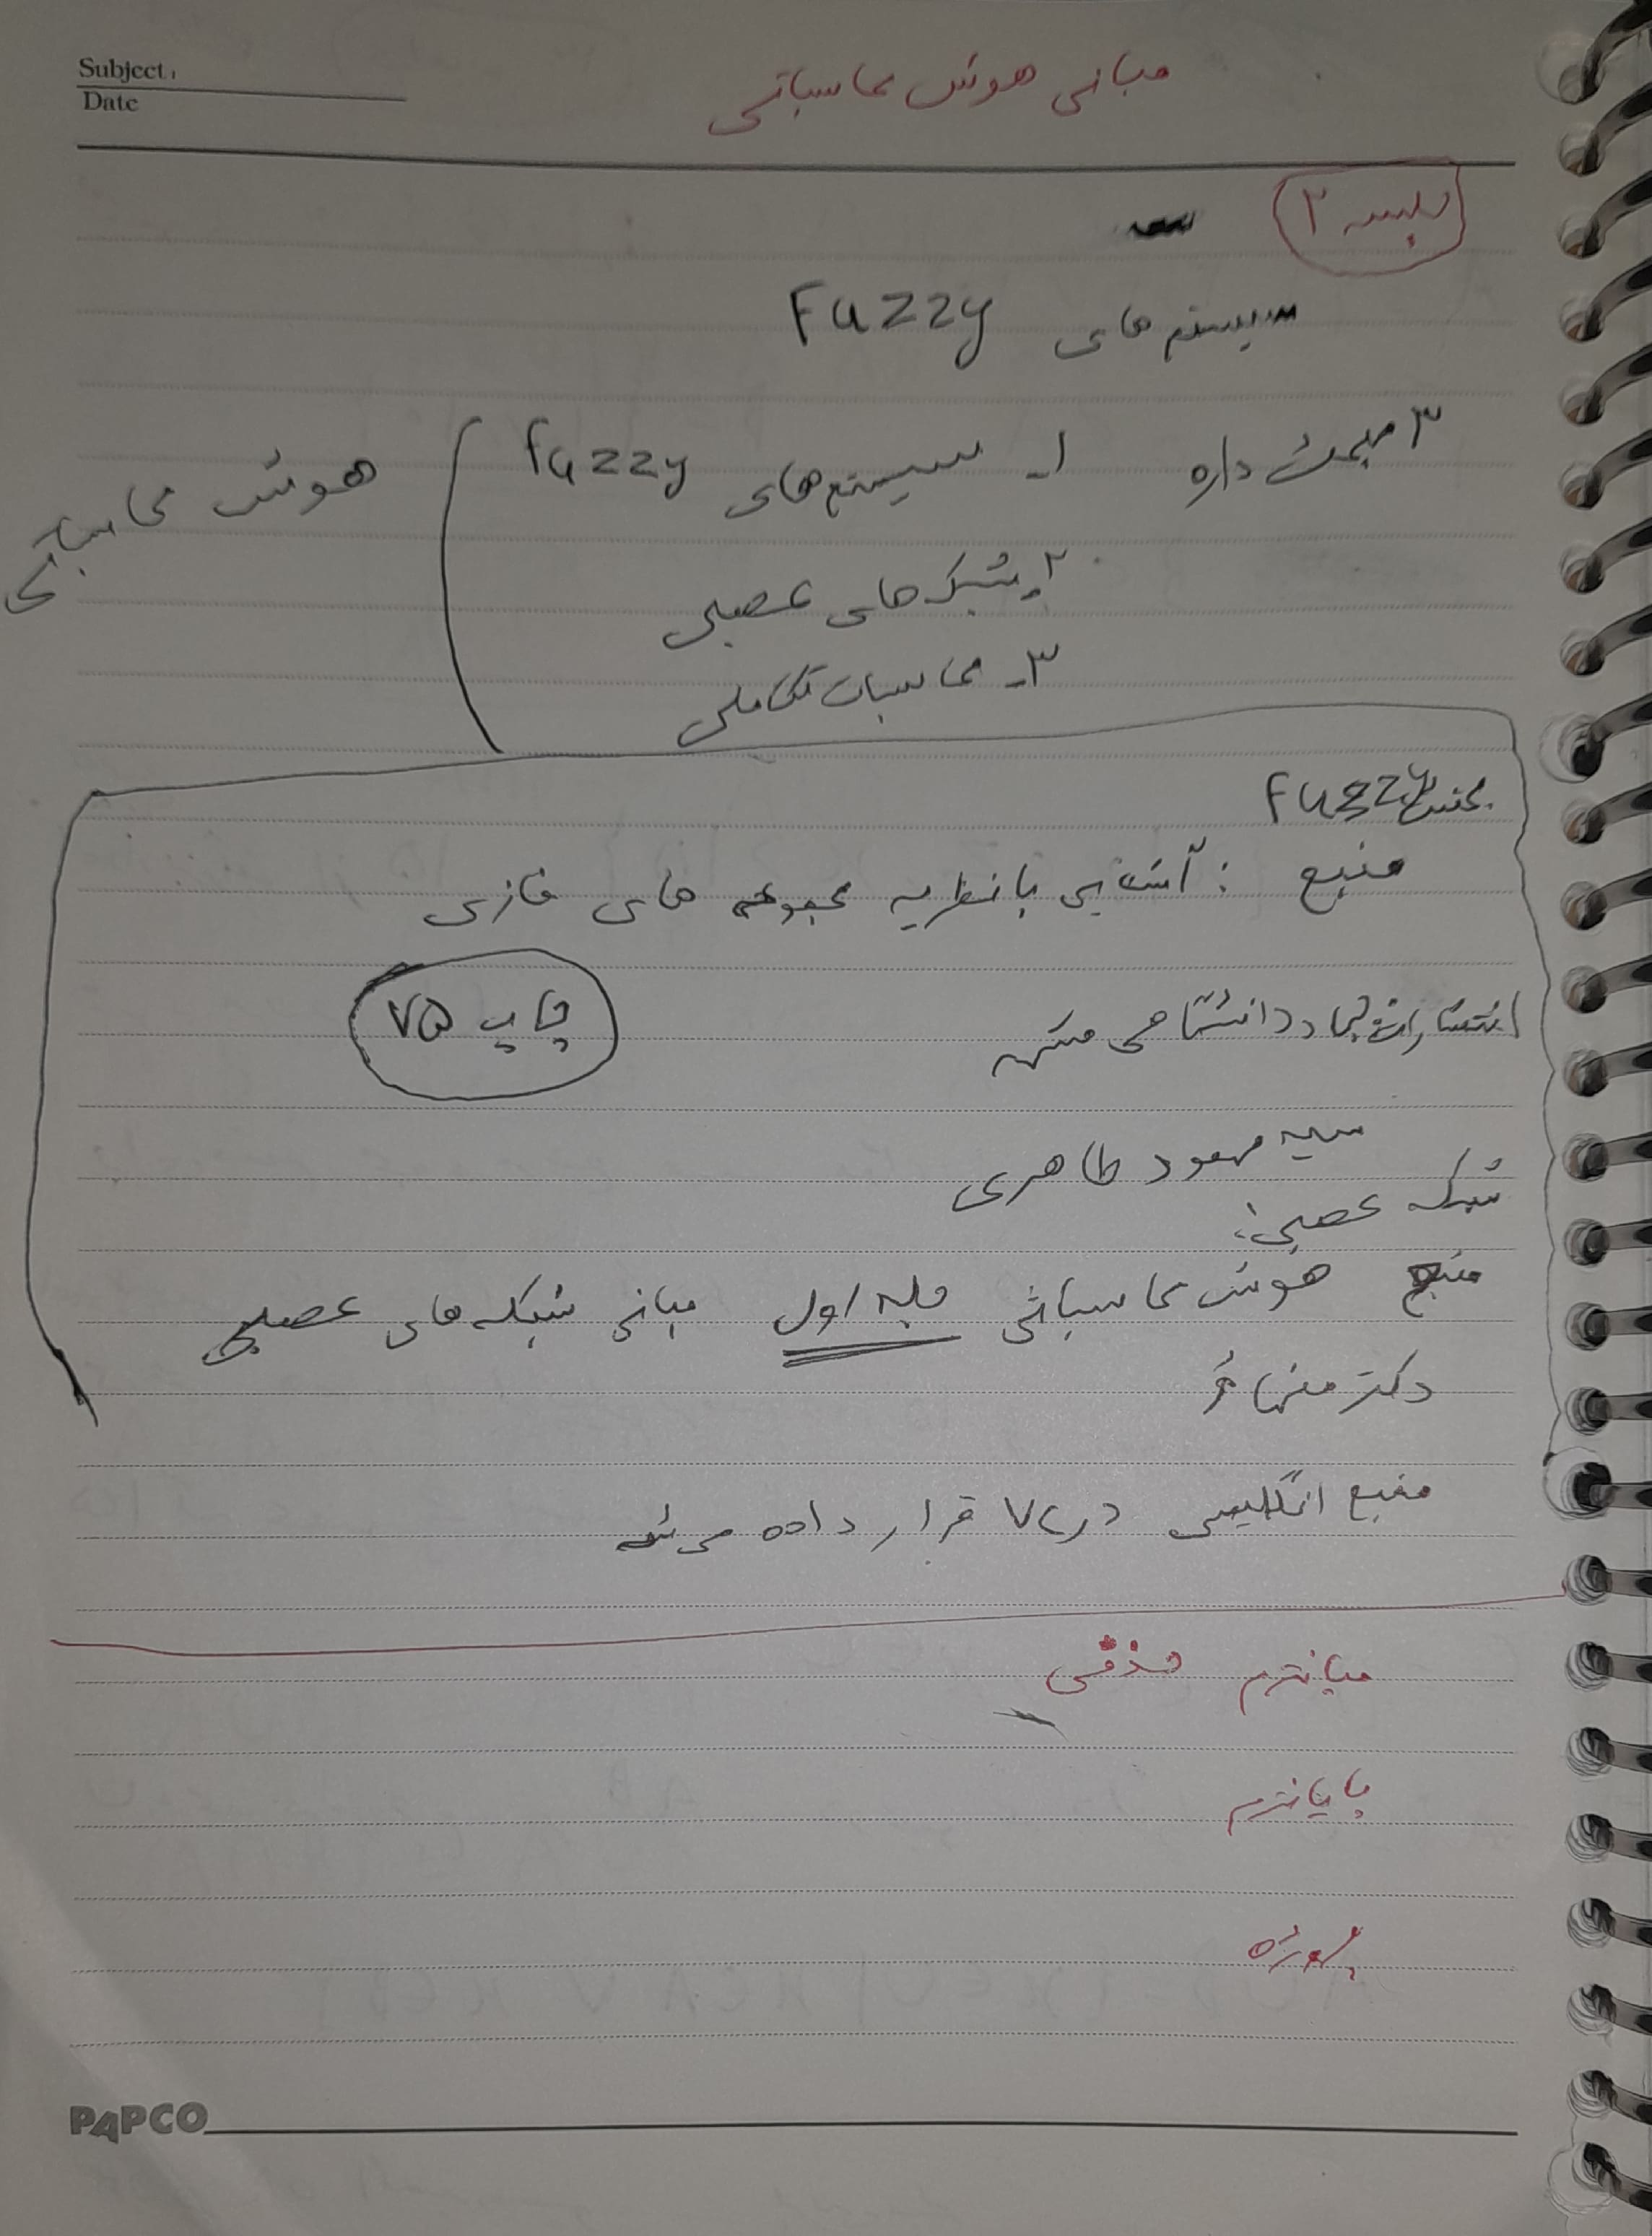 Subject:
Date
مبانی هوش محاسباتی
جلسه ۲
سیستم های Fuzzy
۳ مبحث داره ۱- سیستم های fuzzy
۲- شبکه های عصبی
۳- محاسبات تکاملی
هوش محاسباتی
بخش Fuzzy
منبع : آشنایی با نظریه مجموعه های فازی
انتشارات جهاد دانشگاهی مشهد
چاپ ۷۵
سید محمود طاهری
شبکه عصبی:
منبع هوش محاسباتی جلد اول مبانی شبکه های عصبی
دکتر منهاج
منبع انگلیسی در VC قرار داده می شه
میانترم حذفی
پایانترم
پروژه
PAPCO